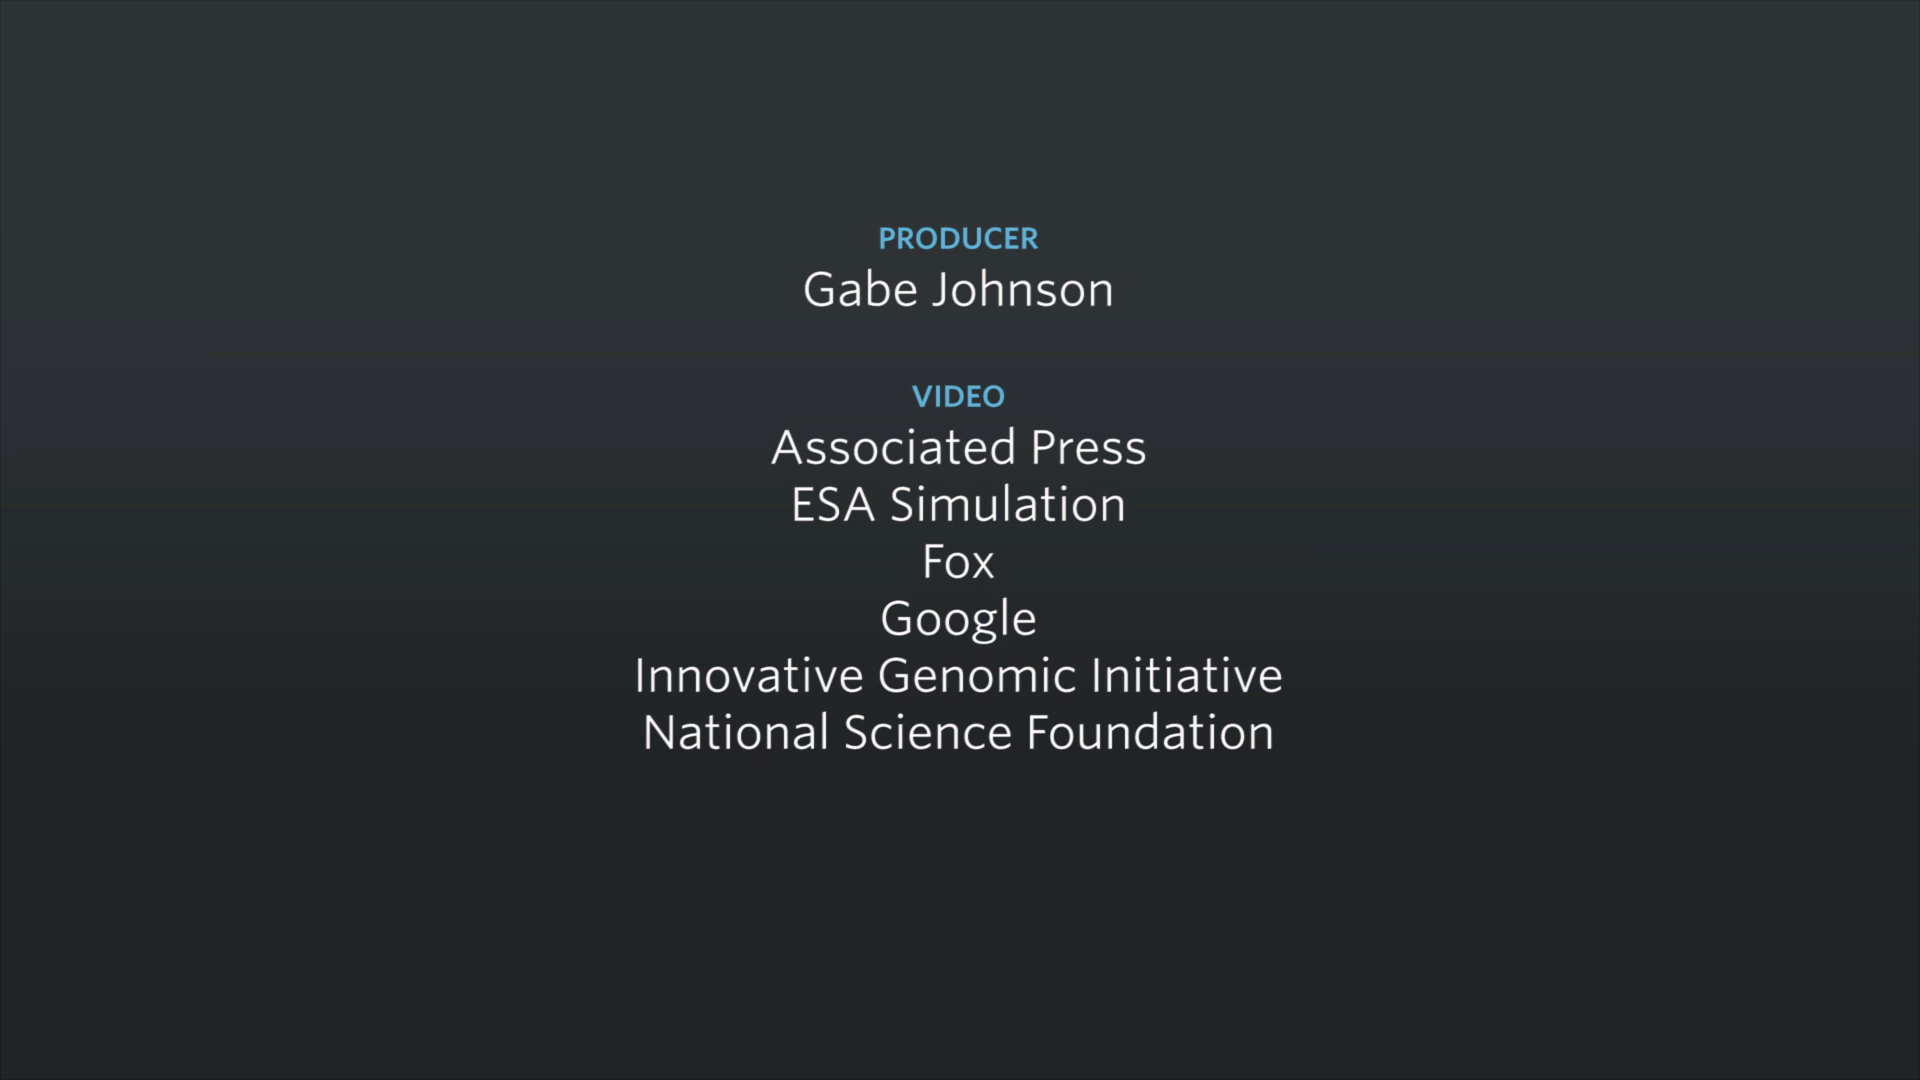 PRODUCER
Gabe Johnson
VIDEO
Associated Press
ESA Simulation
Fox
Google
Innovative Genomic Initiative
National Science Foundation